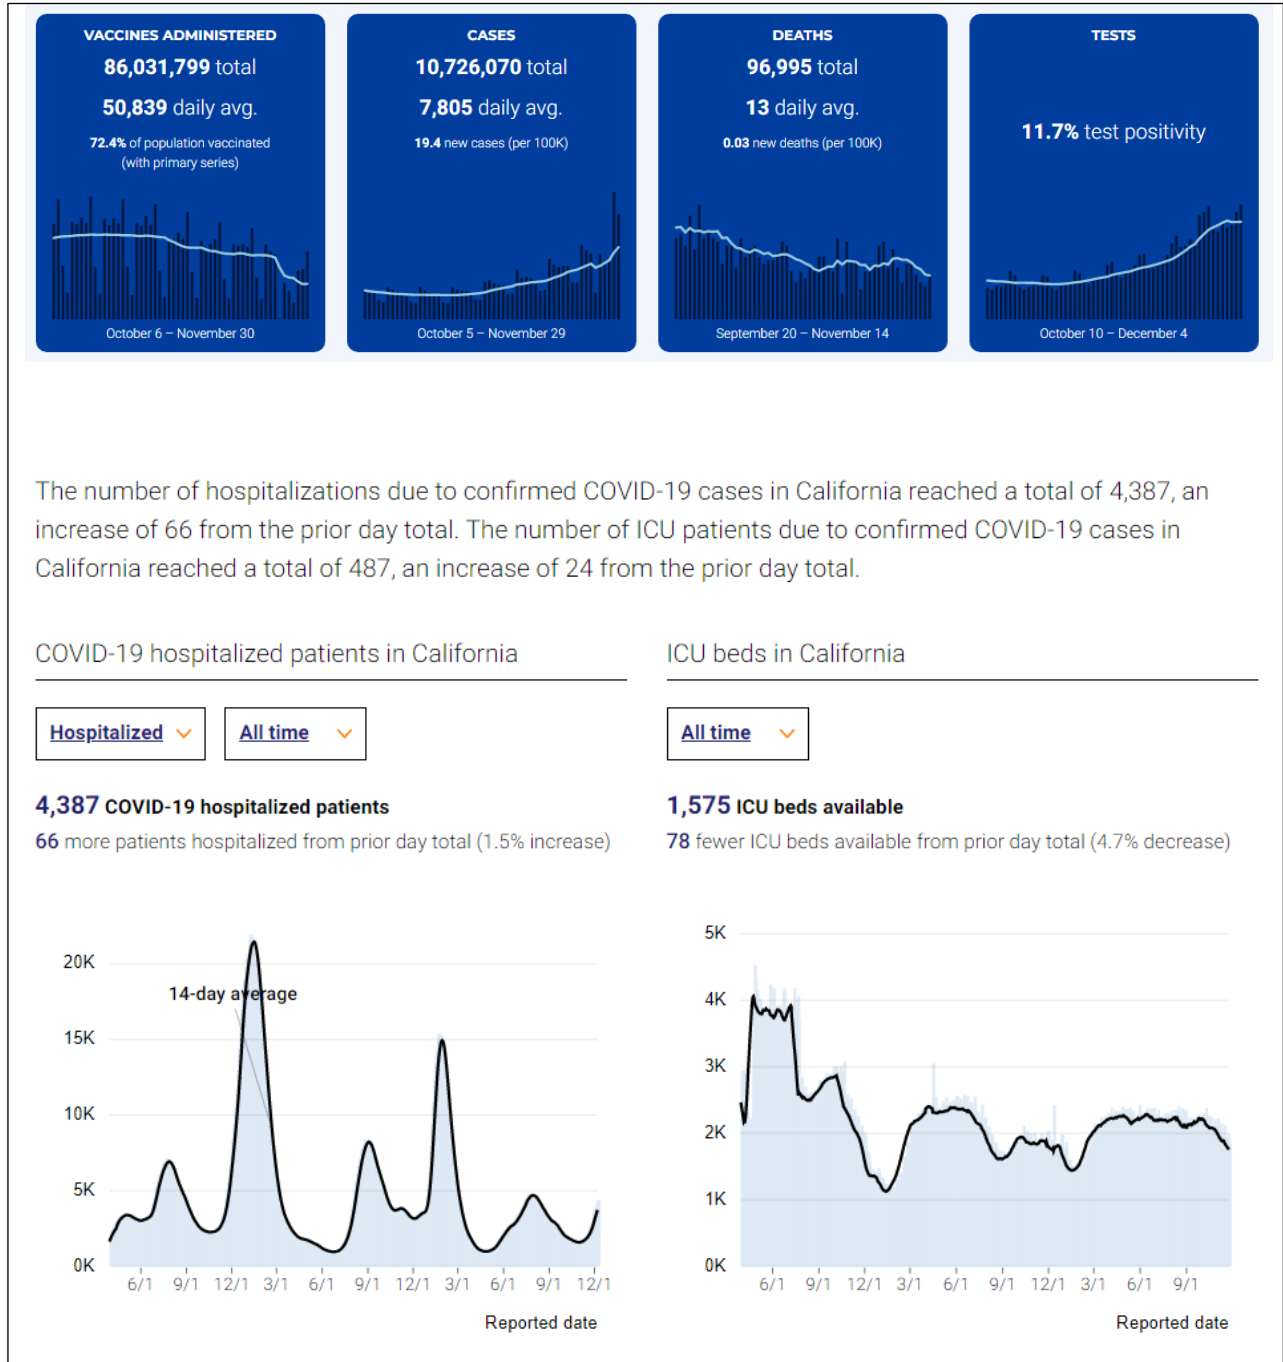 VACCINES ADMINISTERED
86,031,799 total
50,839 daily avg.
72.4% of population vaccinated
(with primary series)
October 6 – November 30
CASES
10,726,070 total
7,805 daily avg.
19.4 new cases (per 100K)
October 5 – November 29
DEATHS
96,995 total
13 daily avg.
0.03 new deaths (per 100K)
September 20 – November 14
TESTS
11.7% test positivity
October 10 – December 4
The number of hospitalizations due to confirmed COVID-19 cases in California reached a total of 4,387, an
increase of 66 from the prior day total. The number of ICU patients due to confirmed COVID-19 cases in
California reached a total of 487, an increase of 24 from the prior day total.
COVID-19 hospitalized patients in California
Hospitalized
All time
4,387 COVID-19 hospitalized patients
66 more patients hospitalized from prior day total (1.5% increase)
20K
14-day average
15K
10K
5K
0K
6/1 9/1 12/1 3/1 6/1 9/1 12/1 3/1 6/1 9/1 12/1
Reported date
ICU beds in California
All time
1,575 ICU beds available
78 fewer ICU beds available from prior day total (4.7% decrease)
5K
4K
3K
2K
1K
0K
6/1 9/1 12/1 3/1 6/1 9/1 12/1 3/1 6/1 9/1
Reported date